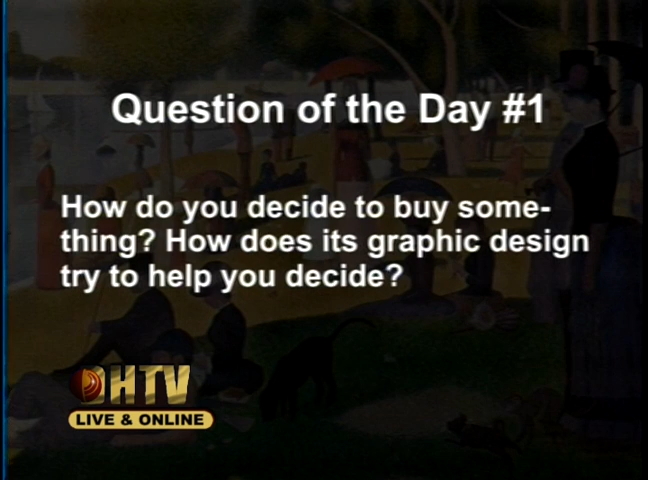 Question of the Day #1
How do you decide to buy some-
thing? How does its graphic design
try to help you decide?
HTV
LIVE & ONLINE